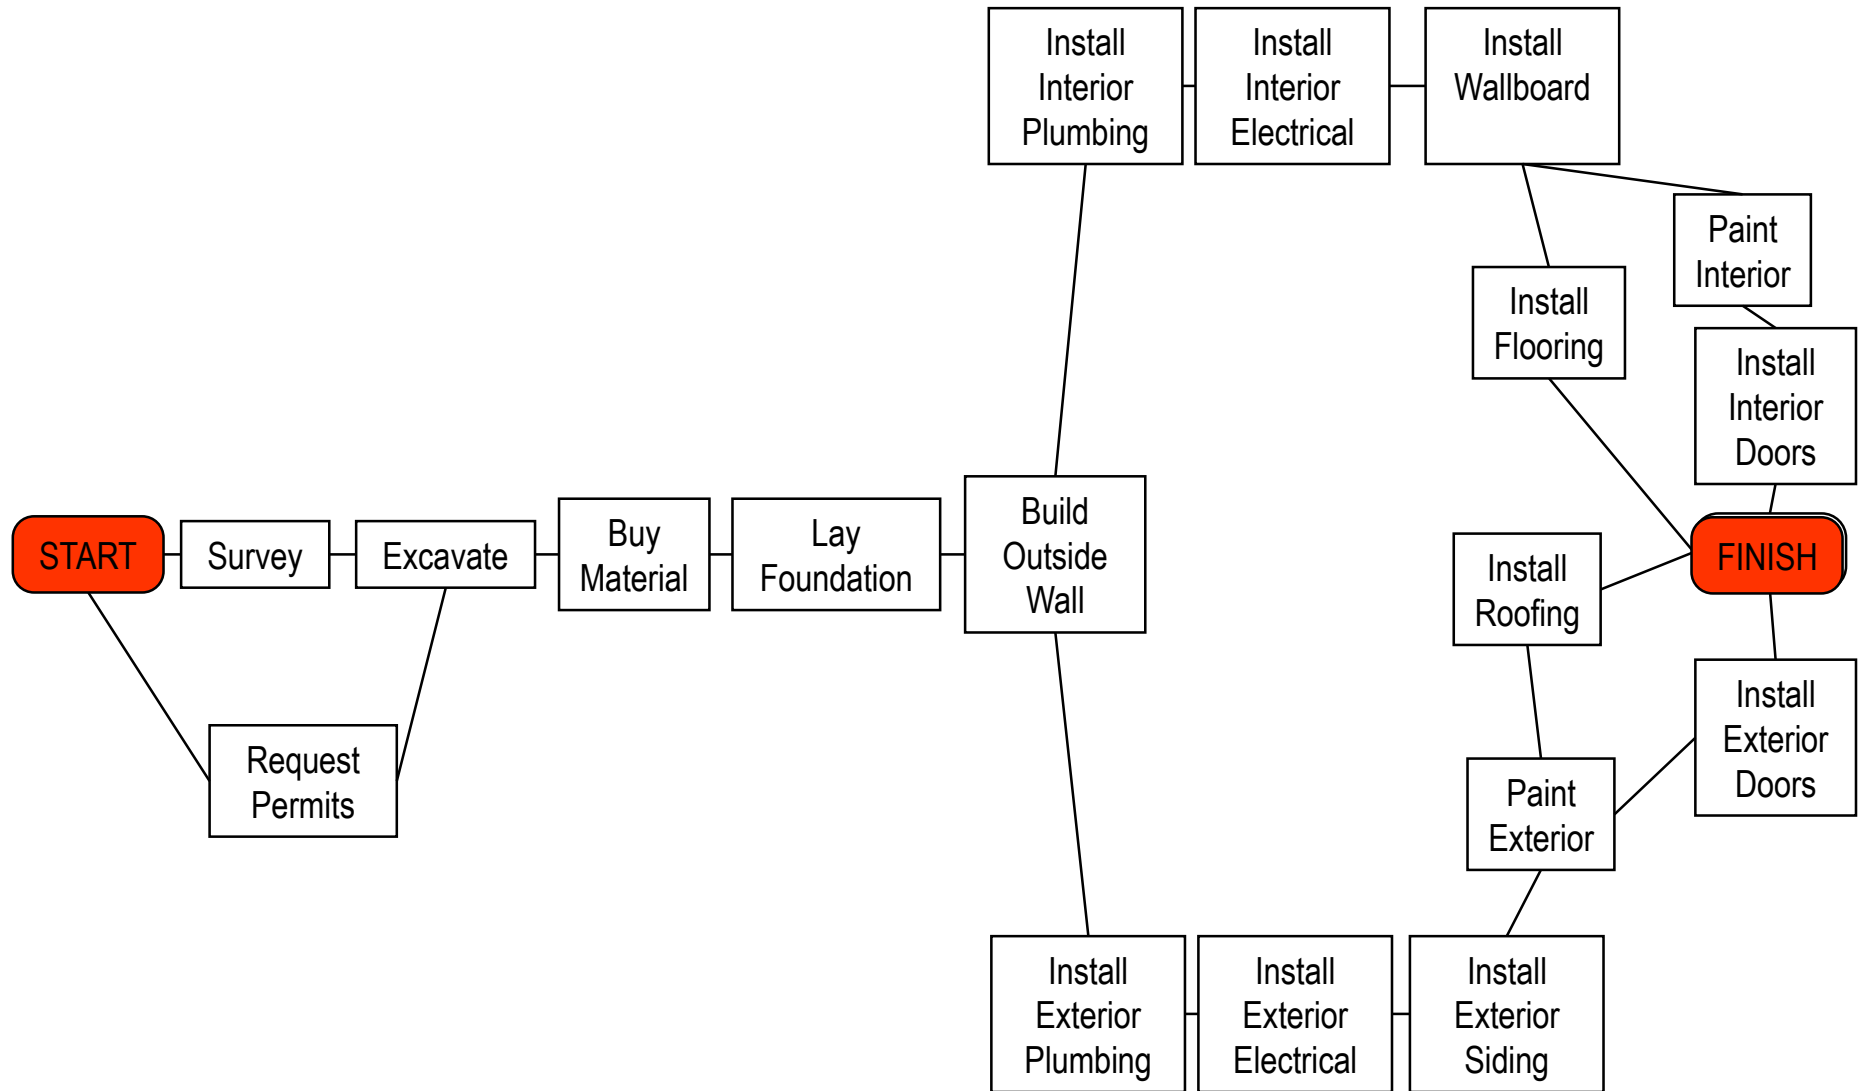 START
Survey
Excavate
Request
Permits
Buy
Material
Lay
Foundation
Build
Outside
Wall
Install
Interior
Plumbing
Install
Interior
Electrical
Install
Wallboard
Paint
Interior
Install
Flooring
Install
Interior
Doors
FINISH
Install
Roofing
Install
Exterior
Doors
Paint
Exterior
Install
Exterior
Plumbing
Install
Exterior
Electrical
Install
Exterior
Siding